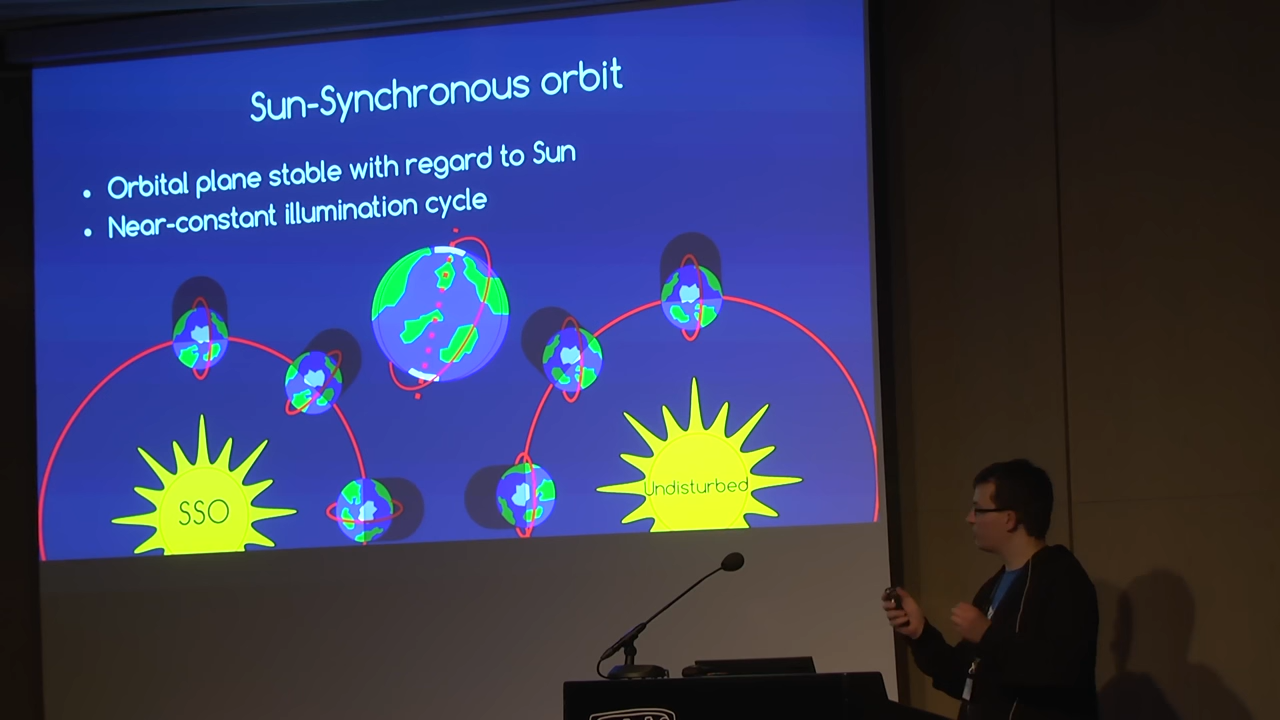 Sun-Synchronous orbit
• Orbital plane stable with regard to Sun
• Near-constant illumination cycle
SSO
Undisturbed